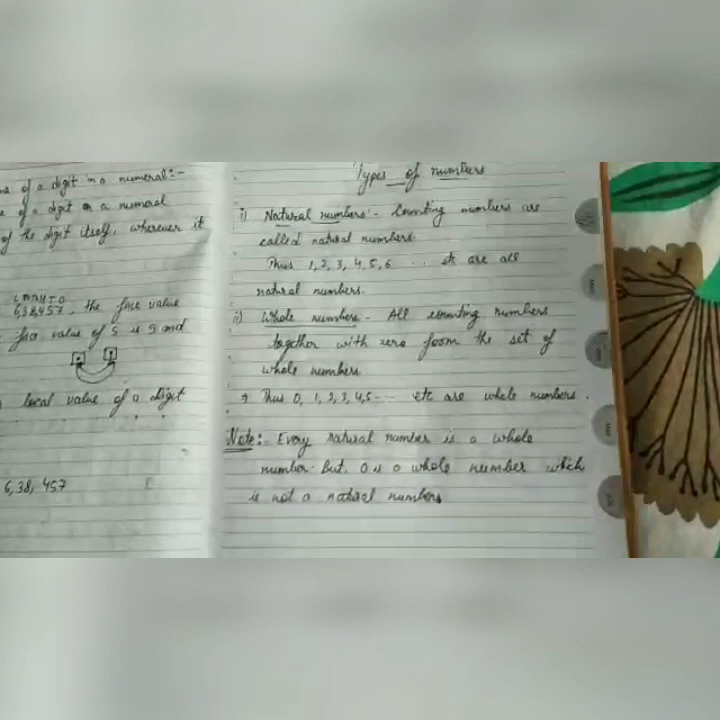 of a digit in a numeral:-
of a digit in a numeral
of the digit itself, wherever it
6,38,457, the face value
face value of 5 is 5 and
local value of a digit
6,38,457
Types of numbers
i) Natural numbers:- Counting numbers are
called natural numbers.
Thus 1,2,3,4,5,6 ... etc are all
natural numbers.
ii) Whole numbers - All counting numbers
together with zero foom the set of
whole numbers
→ Thus 0, 1, 2, 3, 4, 5 - - - etc are whole numbers.
Note:- Every natural number is a whole
number. But, 0 is a whole number which
is not a natural numbers